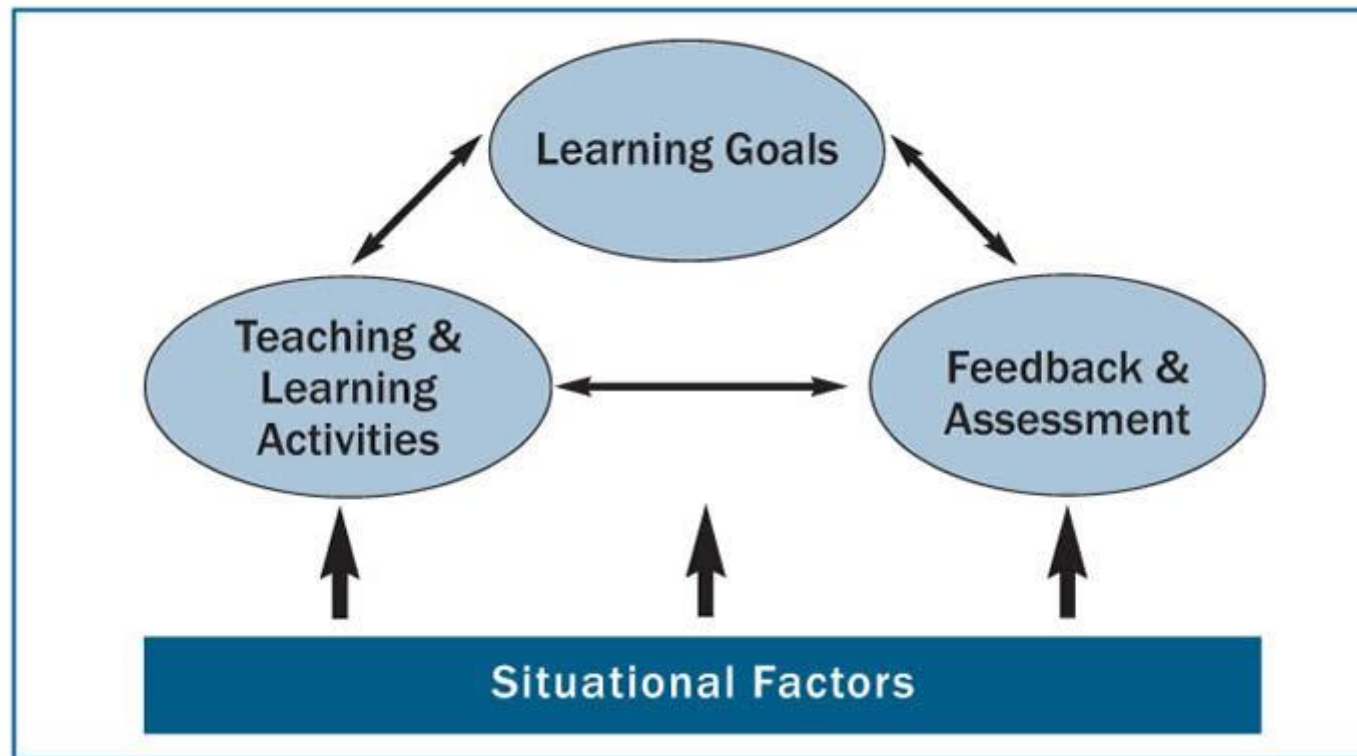 Learning Goals
Teaching &
Learning
Activities
Feedback &
Assessment
Situational Factors